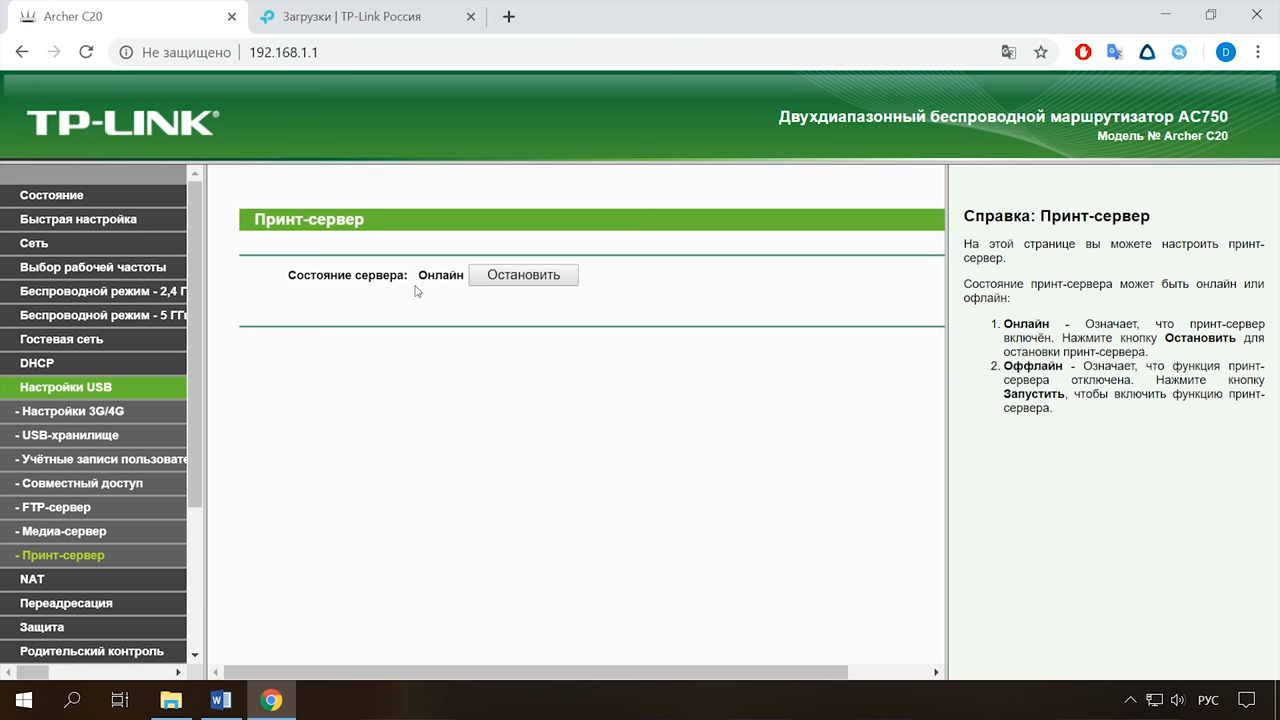 Archer C20
Загрузки | TP-Link Россия
Не защищено
192.168.1.1
D
TP-LINK®
Двухдиапазонный беспроводной маршрутизатор AC750
Модель № Archer C20
Состояние
Быстрая настройка
Сеть
Выбор рабочей частоты
Беспроводной режим - 2,4 Г
Беспроводной режим - 5 ГГ
Гостевая сеть
DHCP
Настройки USB
- Настройки 3G/4G
- USB-хранилище
- Учётные записи пользовате
- Совместный доступ
- FTP-сервер
- Медиа-сервер
- Принт-сервер
NAT
Переадресация
Защита
Родительский контроль
Принт-сервер
Состояние сервера: Онлайн Остановить
Справка: Принт-сервер
На этой странице вы можете настроить принт-
сервер.
Состояние принт-сервера может быть онлайн или
офлайн:
1. Онлайн - Означает, что принт-сервер
включён. Нажмите кнопку Остановить для
остановки принт-сервера.
2. Оффлайн - Означает, что функция принт-
сервера отключена. Нажмите кнопку
Запустить, чтобы включить функцию принт-
сервера.
РУС